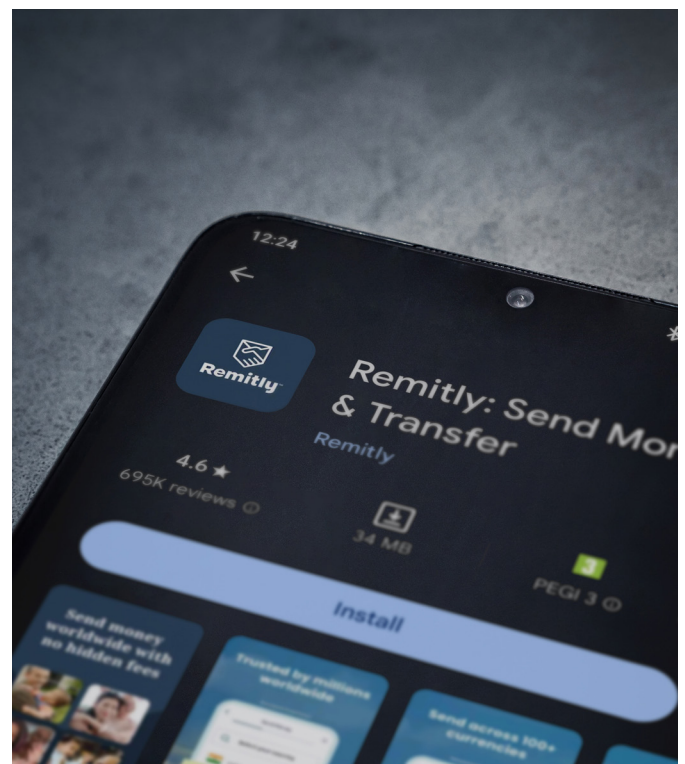 12:24
Remitly
Remitly: Send Mon
& Transfer
Remitly
4.6 ★
695K reviews
34 MB
3
PEGI 3
Install
Send money
worldwide with
no hidden fees
Trusted by millions
worldwide
Send across 100+
currencies